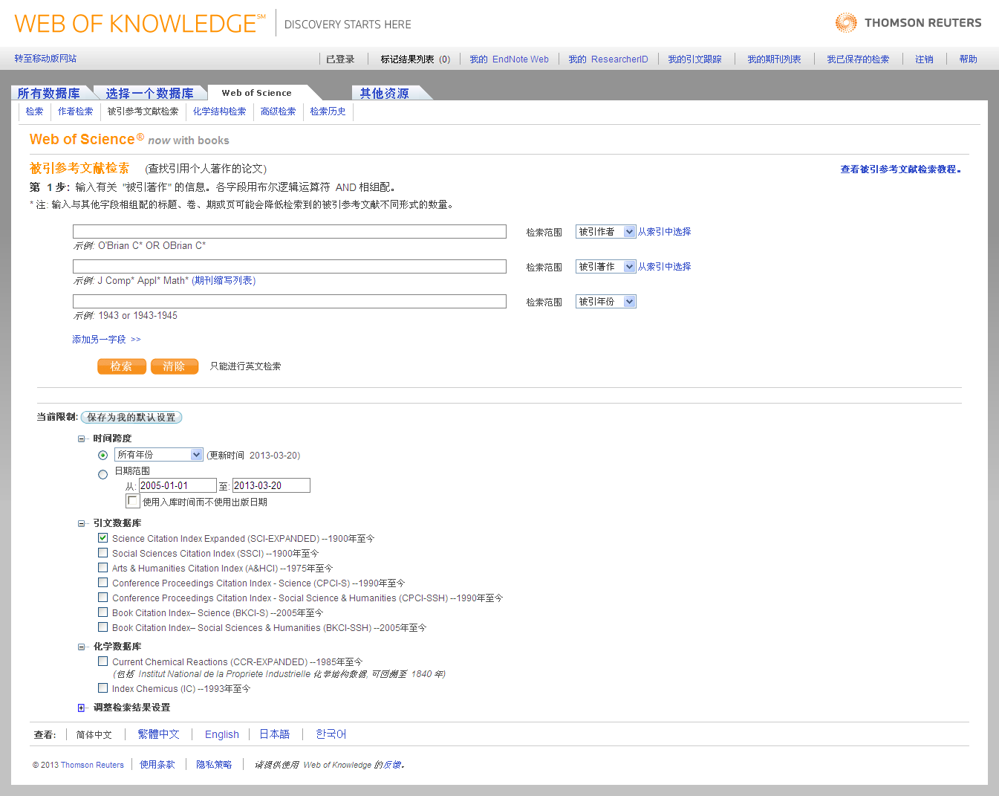 WEB OF KNOWLEDGE℠ DISCOVERY STARTS HERE THOMSON REUTERS
转至移动版网站 已登录 标记结果列表 (0) 我的 EndNote Web 我的 ResearcherID 我的引文跟踪 我的期刊列表 我已保存的检索 注销 帮助
所有数据库 选择一个数据库 Web of Science 其他资源
检索 作者检索 被引参考文献检索 化学结构检索 高级检索 检索历史
Web of Science® now with books
被引参考文献检索 (查找引用个人著作的论文) 查看被引参考文献检索教程。
第 1 步: 输入有关 "被引著作" 的信息。各字段用布尔逻辑运算符 AND 相组配。
* 注: 输入与其他字段相组配的标题、卷、期或页可能会降低检索到的被引参考文献不同形式的数量。
检索范围 被引作者 从索引中选择
示例: O'Brian C* OR OBrian C*
检索范围 被引著作 从索引中选择
示例: J Comp* Appl* Math* (期刊缩写列表)
检索范围 被引年份
示例: 1943 or 1943-1945
添加另一字段 >>
检索 清除 只能进行英文检索
当前限制: 保存为我的默认设置
时间跨度
所有年份 (更新时间 2013-03-20)
日期范围
从: 2005-01-01 至: 2013-03-20
使用入库时间而不使用出版日期
引文数据库
Science Citation Index Expanded (SCI-EXPANDED) --1900年至今
Social Sciences Citation Index (SSCI) --1900年至今
Arts & Humanities Citation Index (A&HCI) --1975年至今
Conference Proceedings Citation Index - Science (CPCI-S) --1990年至今
Conference Proceedings Citation Index - Social Science & Humanities (CPCI-SSH) --1990年至今
Book Citation Index– Science (BKCI-S) --2005年至今
Book Citation Index– Social Sciences & Humanities (BKCI-SSH) --2005年至今
化学数据库
Current Chemical Reactions (CCR-EXPANDED) --1985年至今
(包括 Institut National de la Propriete Industrielle 化学结构数据, 可回溯至 1840 年)
Index Chemicus (IC) --1993年至今
调整检索结果设置
查看: 简体中文 繁體中文 English 日本語 한국어
© 2013 Thomson Reuters 使用条款 隐私策略 请提供使用 Web of Knowledge 的反馈。